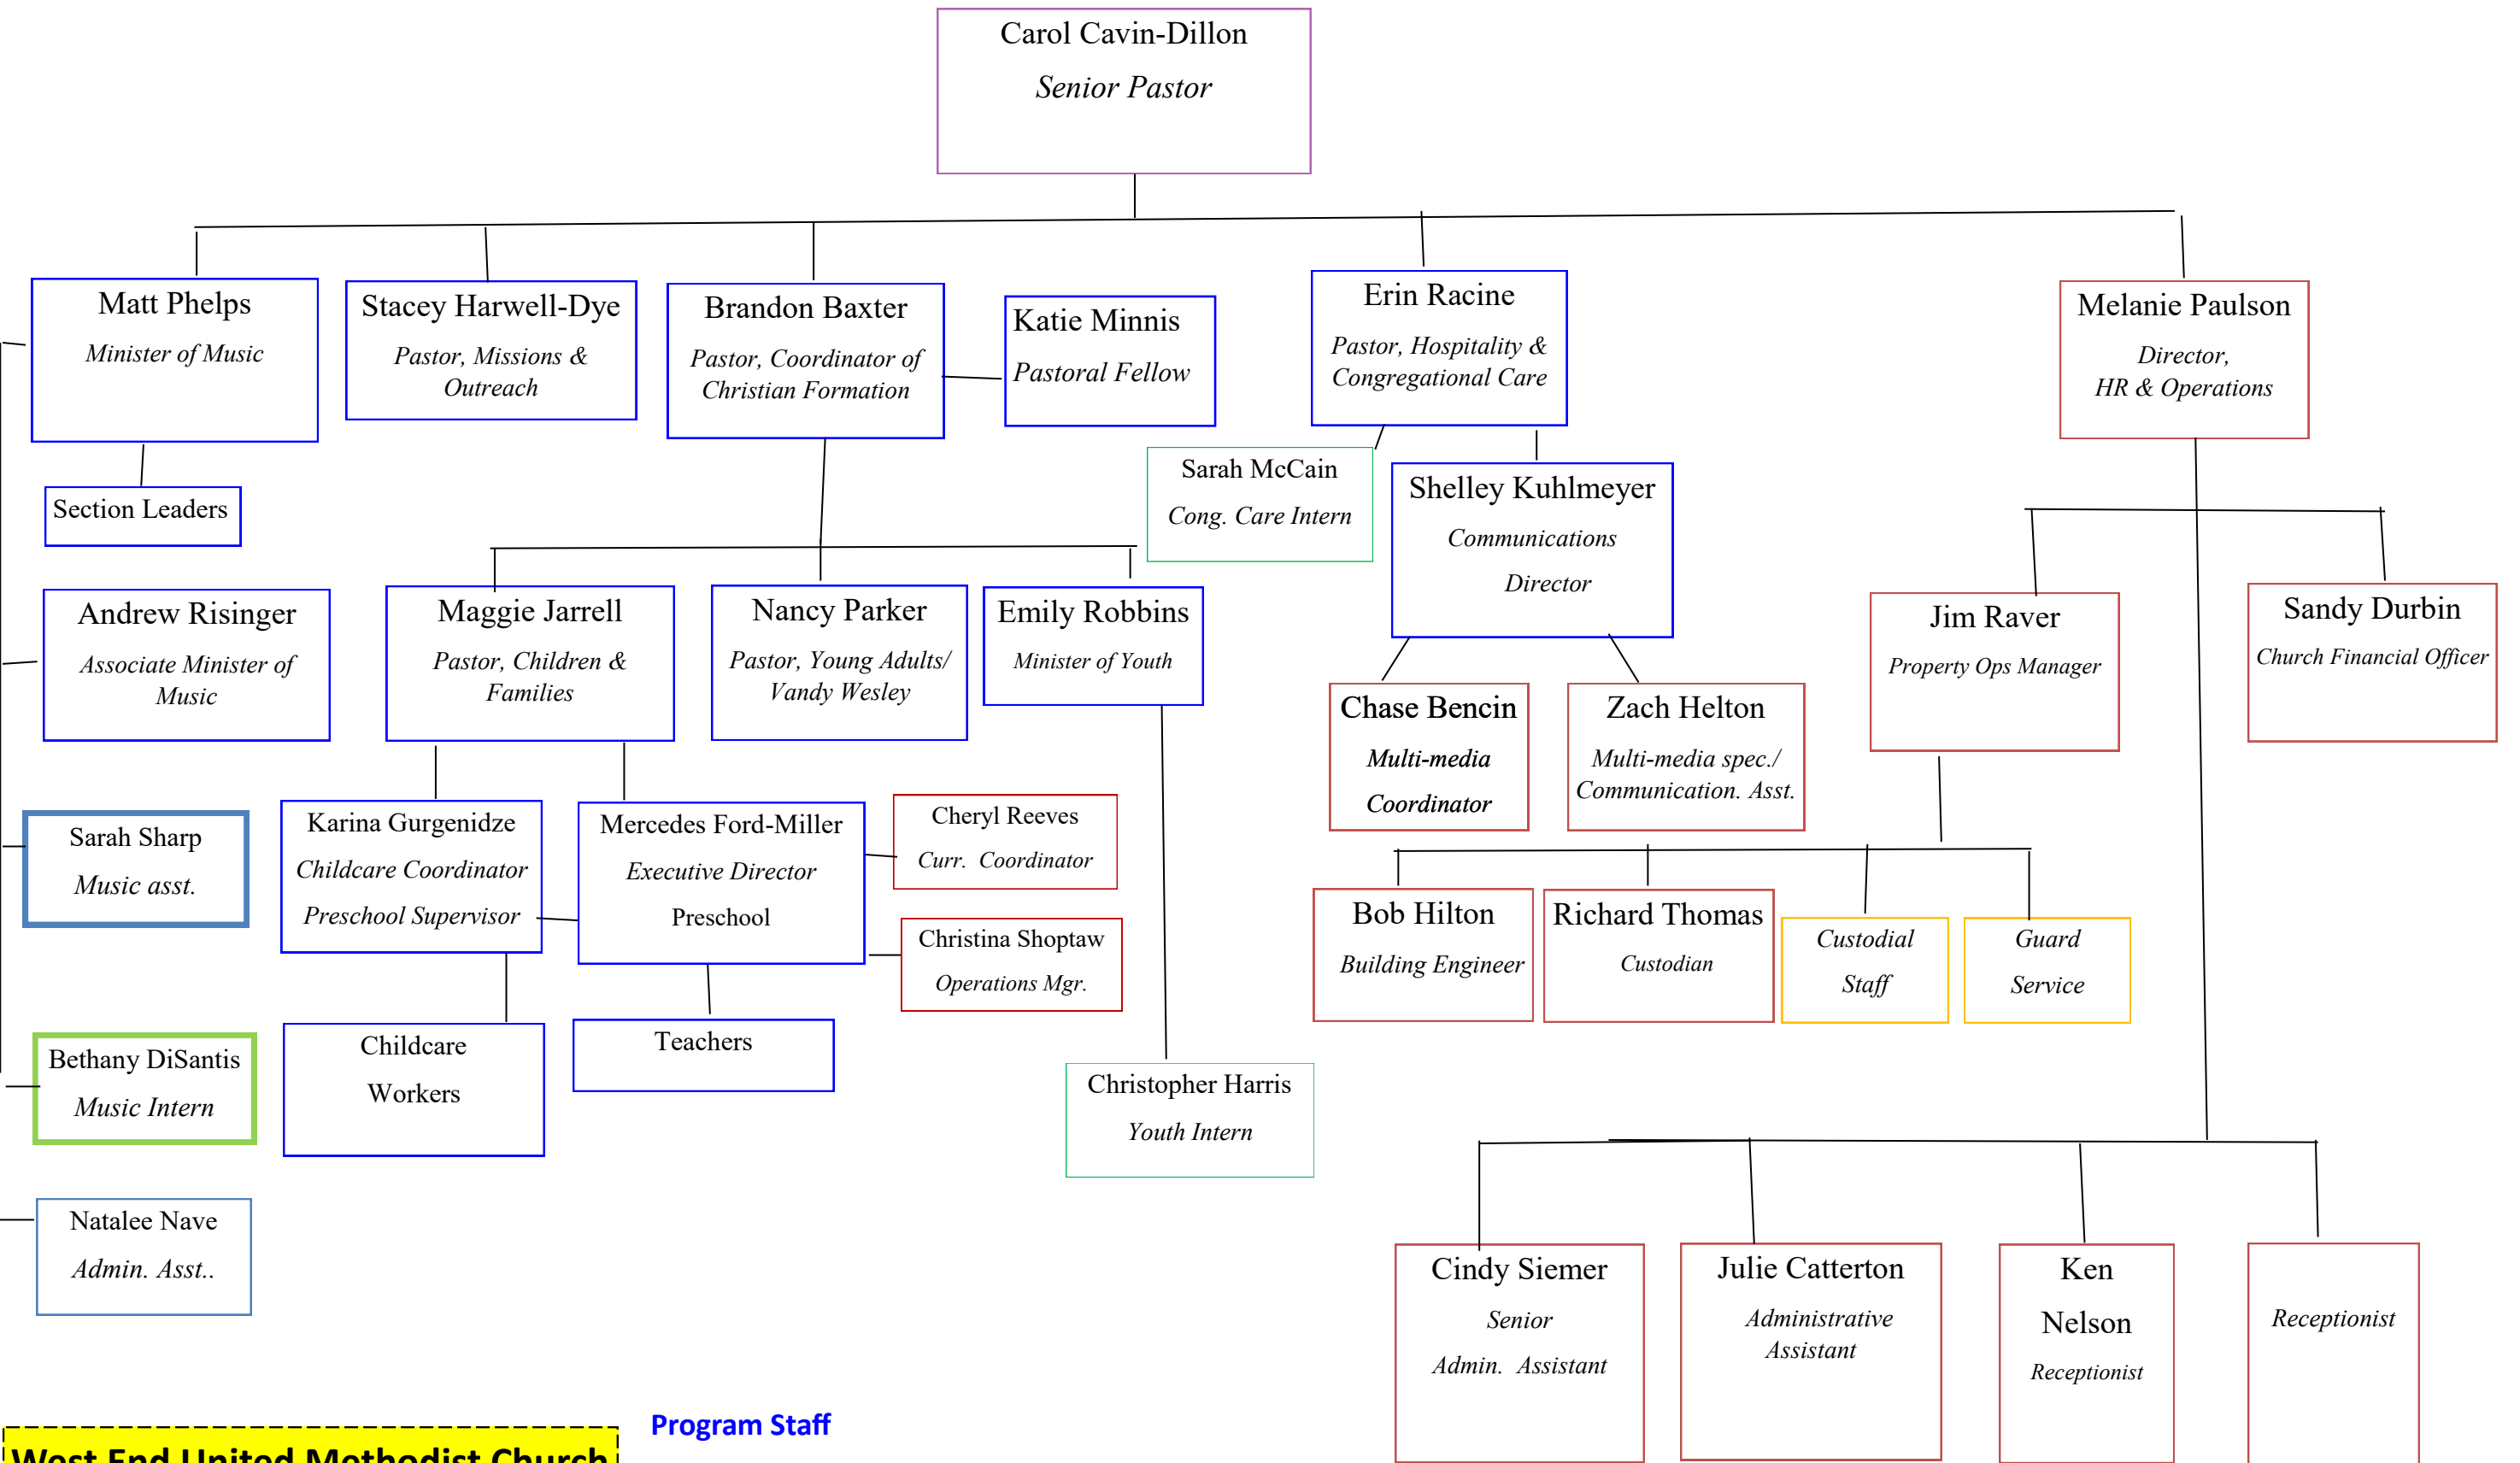 Carol Cavin-Dillon
Senior Pastor
Matt Phelps
Minister of Music
Stacey Harwell-Dye
Pastor, Missions &
Outreach
Brandon Baxter
Pastor, Coordinator of
Christian Formation
Katie Minnis
Pastoral Fellow
Erin Racine
Pastor, Hospitality &
Congregational Care
Melanie Paulson
Director,
HR & Operations
Section Leaders
Sarah McCain
Cong. Care Intern
Shelley Kuhlmeyer
Communications
Director
Andrew Risinger
Associate Minister of
Music
Maggie Jarrell
Pastor, Children &
Families
Nancy Parker
Pastor, Young Adults/
Vandy Wesley
Emily Robbins
Minister of Youth
Jim Raver
Property Ops Manager
Sandy Durbin
Church Financial Officer
Chase Bencin
Multi-media
Coordinator
Zach Helton
Multi-media spec./
Communication. Asst.
Sarah Sharp
Music asst.
Karina Gurgenidze
Childcare Coordinator
Preschool Supervisor
Mercedes Ford-Miller
Executive Director
Preschool
Cheryl Reeves
Curr. Coordinator
Christina Shoptaw
Operations Mgr.
Bob Hilton
Building Engineer
Richard Thomas
Custodian
Custodial
Staff
Guard
Service
Bethany DiSantis
Music Intern
Childcare
Workers
Teachers
Christopher Harris
Youth Intern
Natalee Nave
Admin. Asst..
Cindy Siemer
Senior
Admin. Assistant
Julie Catterton
Administrative
Assistant
Ken
Nelson
Receptionist
Receptionist
Program Staff
West End United Methodist Church